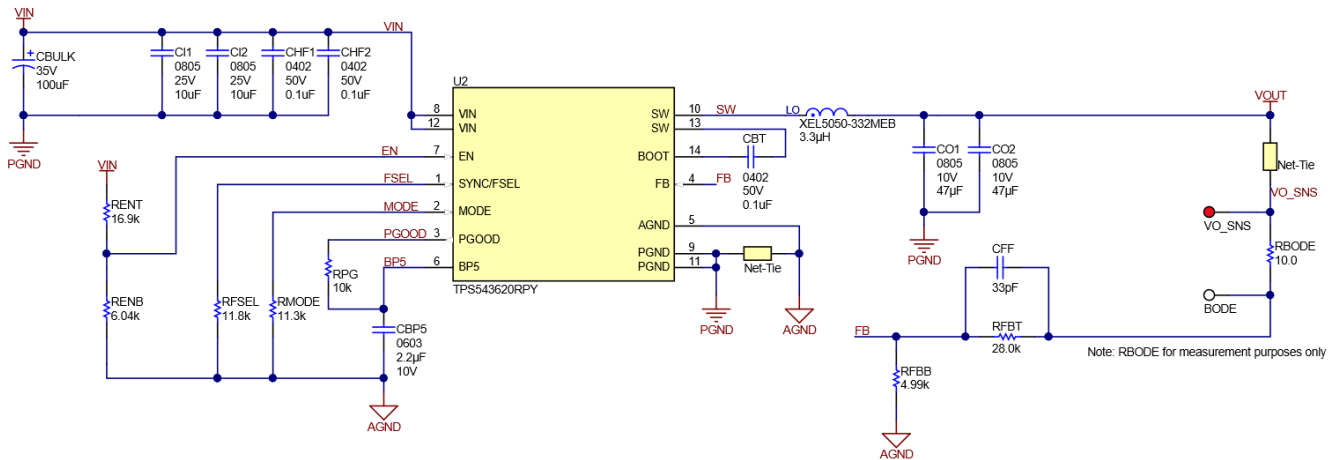 VIN
VIN
CBULK
35V
100uF
CI1
0805
25V
10uF
CI2
0805
25V
10uF
CHF1
0402
50V
0.1uF
CHF2
0402
50V
0.1uF
PGND
VIN
RENT
16.9k
RENB
6.04k
EN
FSEL
MODE
PGOOD
BP5
RFSEL
11.8k
RMODE
11.3k
RPG
10k
CBP5
0603
2.2µF
10V
AGND
U2
8 VIN
12 VIN
7 EN
1 SYNC/FSEL
2 MODE
3 PGOOD
6 BP5
SW 10
SW 13
BOOT 14
FB 4
AGND 5
PGND 9
PGND 11
TPS543620RPY
SW
LO
XEL5050-332MEB
3.3µH
CBT
0402
50V
0.1uF
FB
Net-Tie
PGND
AGND
CO1
0805
10V
47µF
CO2
0805
10V
47µF
PGND
VOUT
Net-Tie
VO_SNS
VO_SNS
RBODE
10.0
BODE
CFF
33pF
FB
RFBT
28.0k
Note: RBODE for measurement purposes only
RFBB
4.99k
AGND